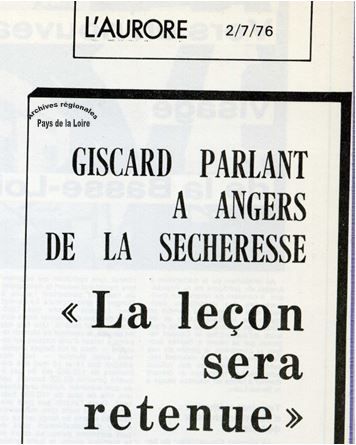 L'AURORE 2/7/76
Archives régionales
Pays de la Loire
GISCARD PARLANT
A ANGERS
DE LA SECHERESSE
« La leçon
sera
retenue »